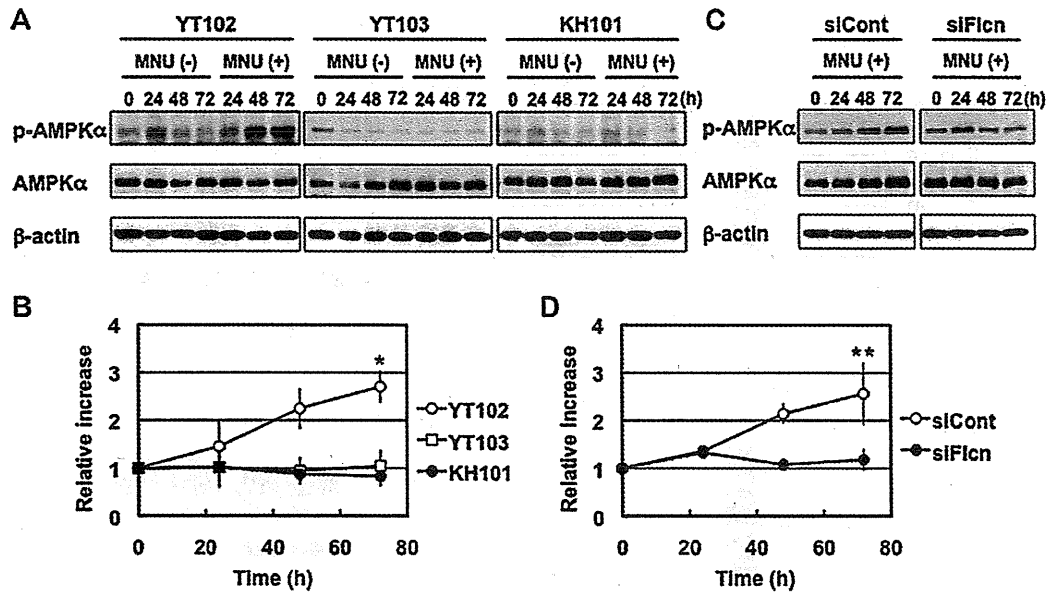 A
YT102 YT103 KH101
MNU (-) MNU (+) MNU (-) MNU (+) MNU (-) MNU (+)
0 24 48 72 24 48 72 0 24 48 72 24 48 72 0 24 48 72 24 48 72 (h)
p-AMPKα
AMPKα
β-actin
C
siCont siFlcn
MNU (+) MNU (+)
0 24 48 72 0 24 48 72(h)
p-AMPKα
AMPKα
β-actin
B
Relative increase
4
3
2
1
0
*
0 20 40 60 80
Time (h)
YT102
YT103
KH101
D
Relative increase
4
3
2
1
0
**
0 20 40 60 80
Time (h)
siCont
siFlcn